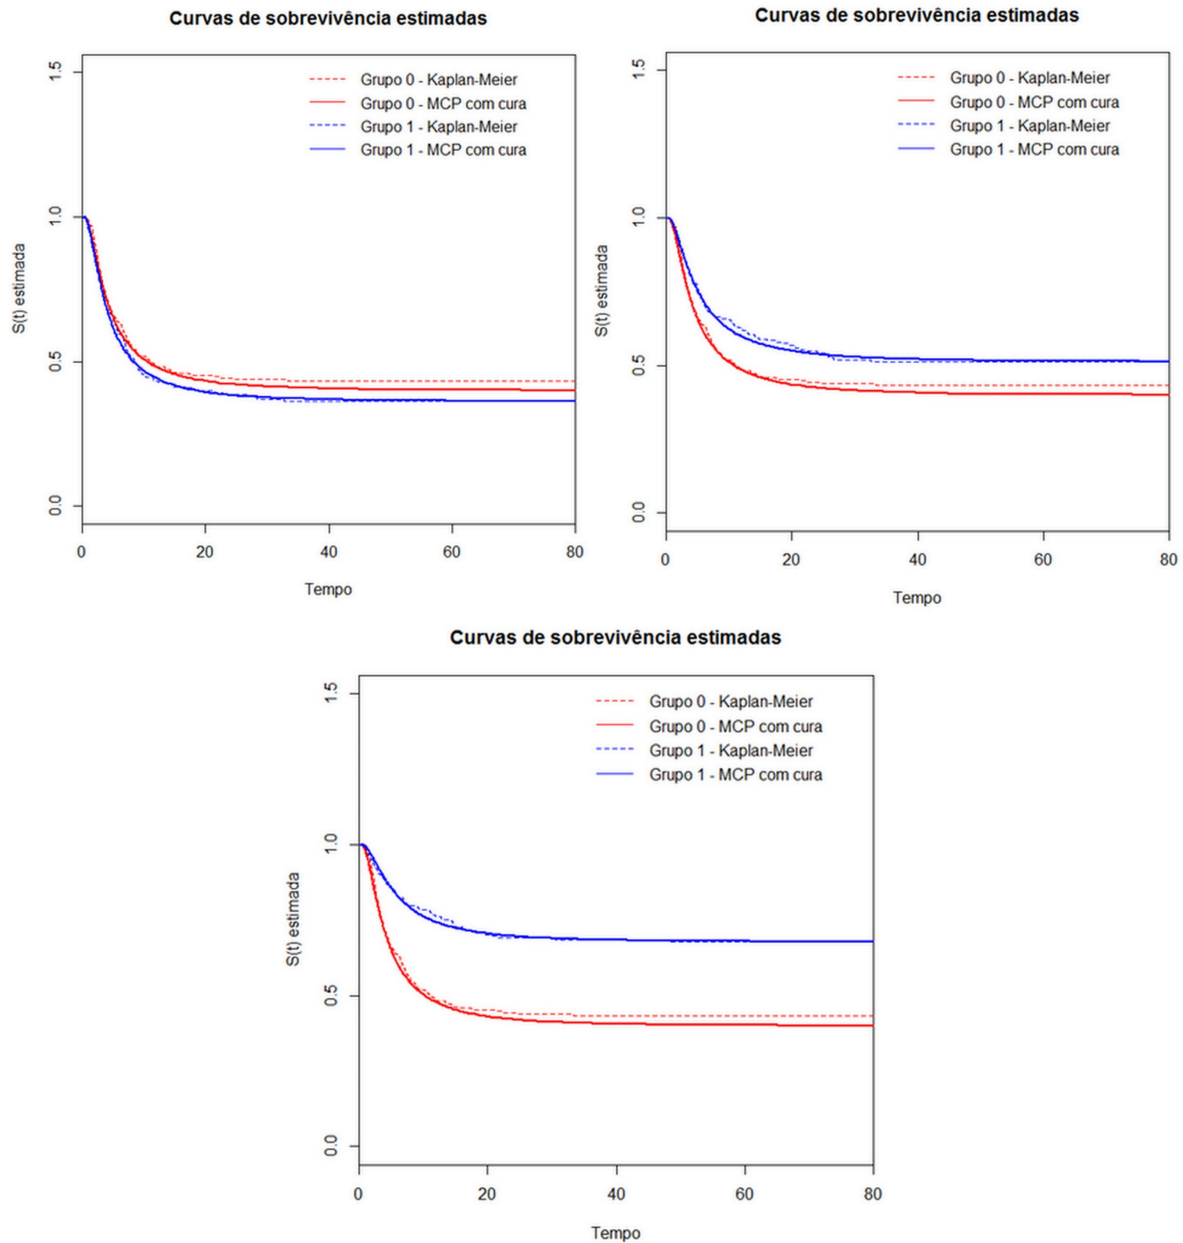 Curvas de sobrevivência estimadas
1.5
1.0
0.5
0.0
S(t) estimada
Grupo 0 - Kaplan-Meier
Grupo 0 - MCP com cura
Grupo 1 - Kaplan-Meier
Grupo 1 - MCP com cura
0 20 40 60 80
Tempo
Curvas de sobrevivência estimadas
1.5
1.0
0.5
0.0
S(t) estimada
Grupo 0 - Kaplan-Meier
Grupo 0 - MCP com cura
Grupo 1 - Kaplan-Meier
Grupo 1 - MCP com cura
0 20 40 60 80
Tempo
Curvas de sobrevivência estimadas
1.5
1.0
0.5
0.0
S(t) estimada
Grupo 0 - Kaplan-Meier
Grupo 0 - MCP com cura
Grupo 1 - Kaplan-Meier
Grupo 1 - MCP com cura
0 20 40 60 80
Tempo